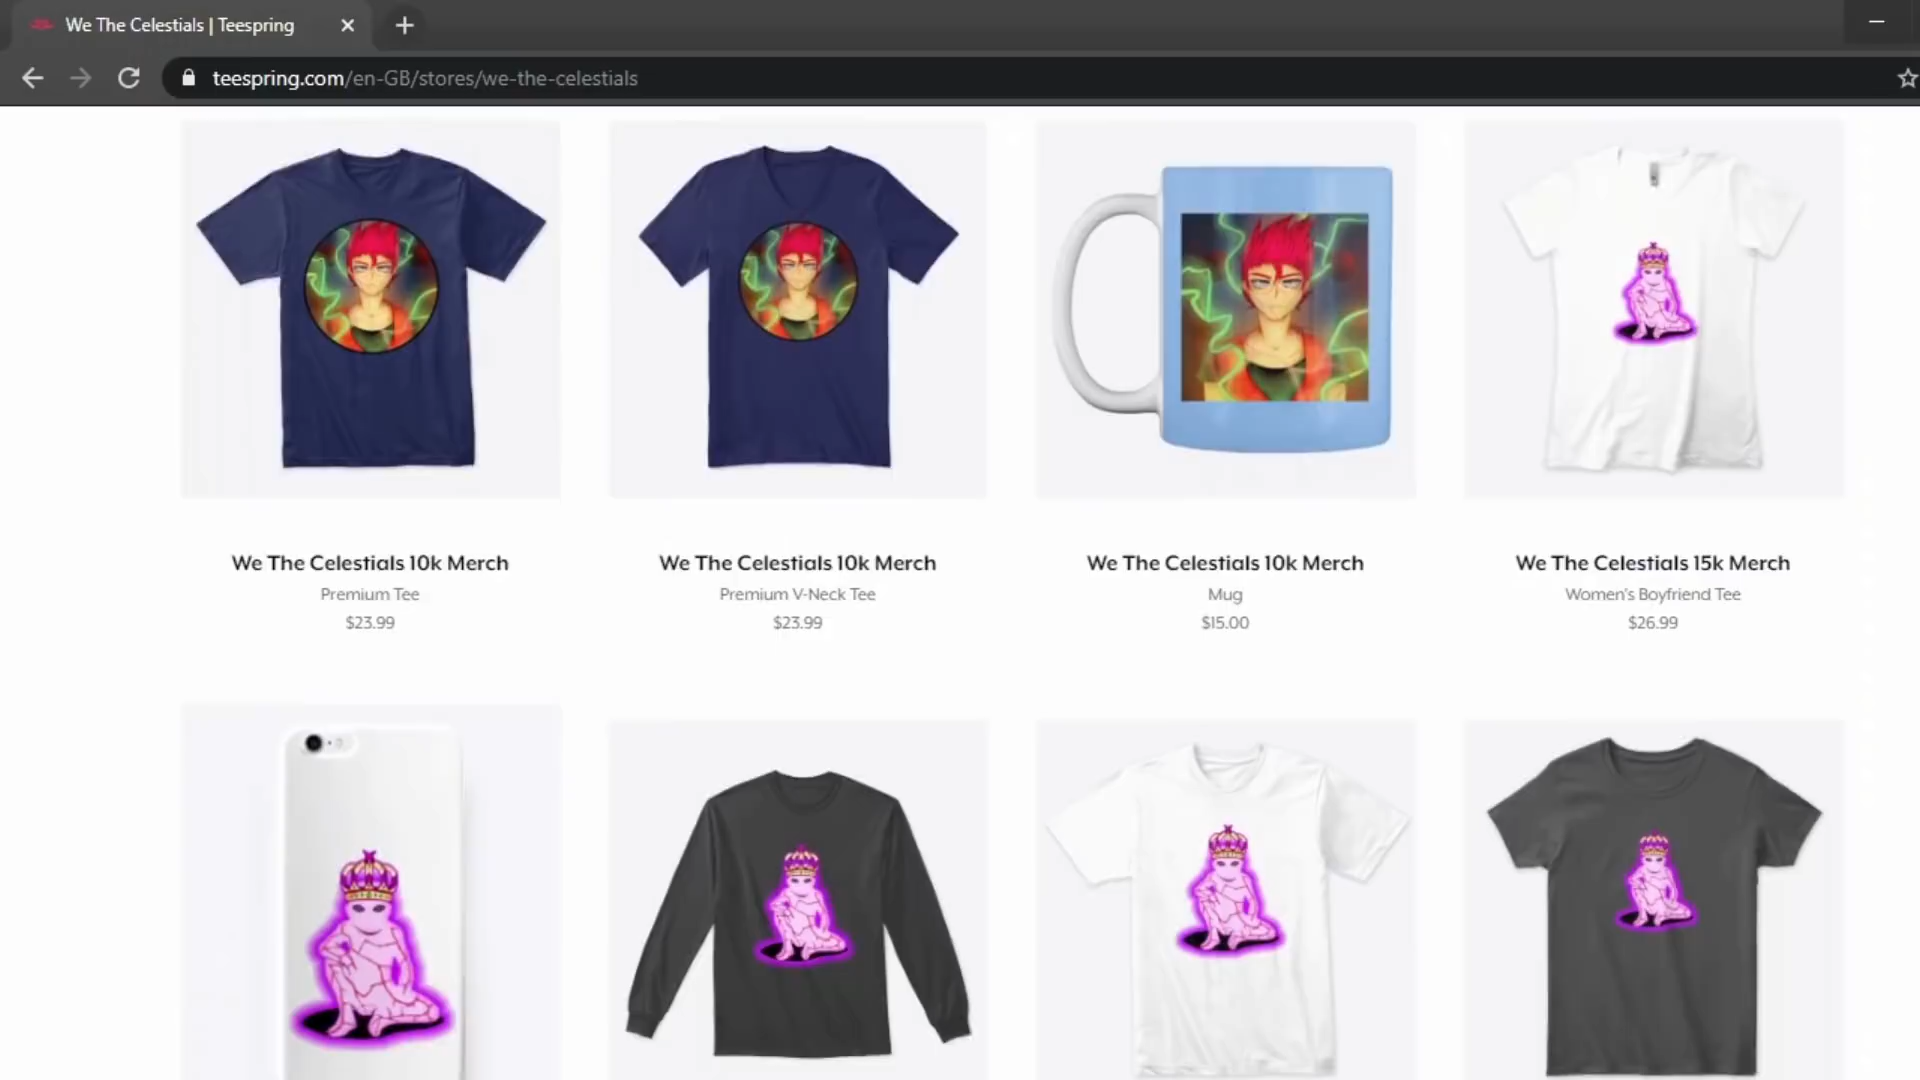 We The Celestials | Teespring
teespring.com/en-GB/stores/we-the-celestials
We The Celestials 10k Merch
Premium Tee
$23.99
We The Celestials 10k Merch
Premium V-Neck Tee
$23.99
We The Celestials 10k Merch
Mug
$15.00
We The Celestials 15k Merch
Women's Boyfriend Tee
$26.99